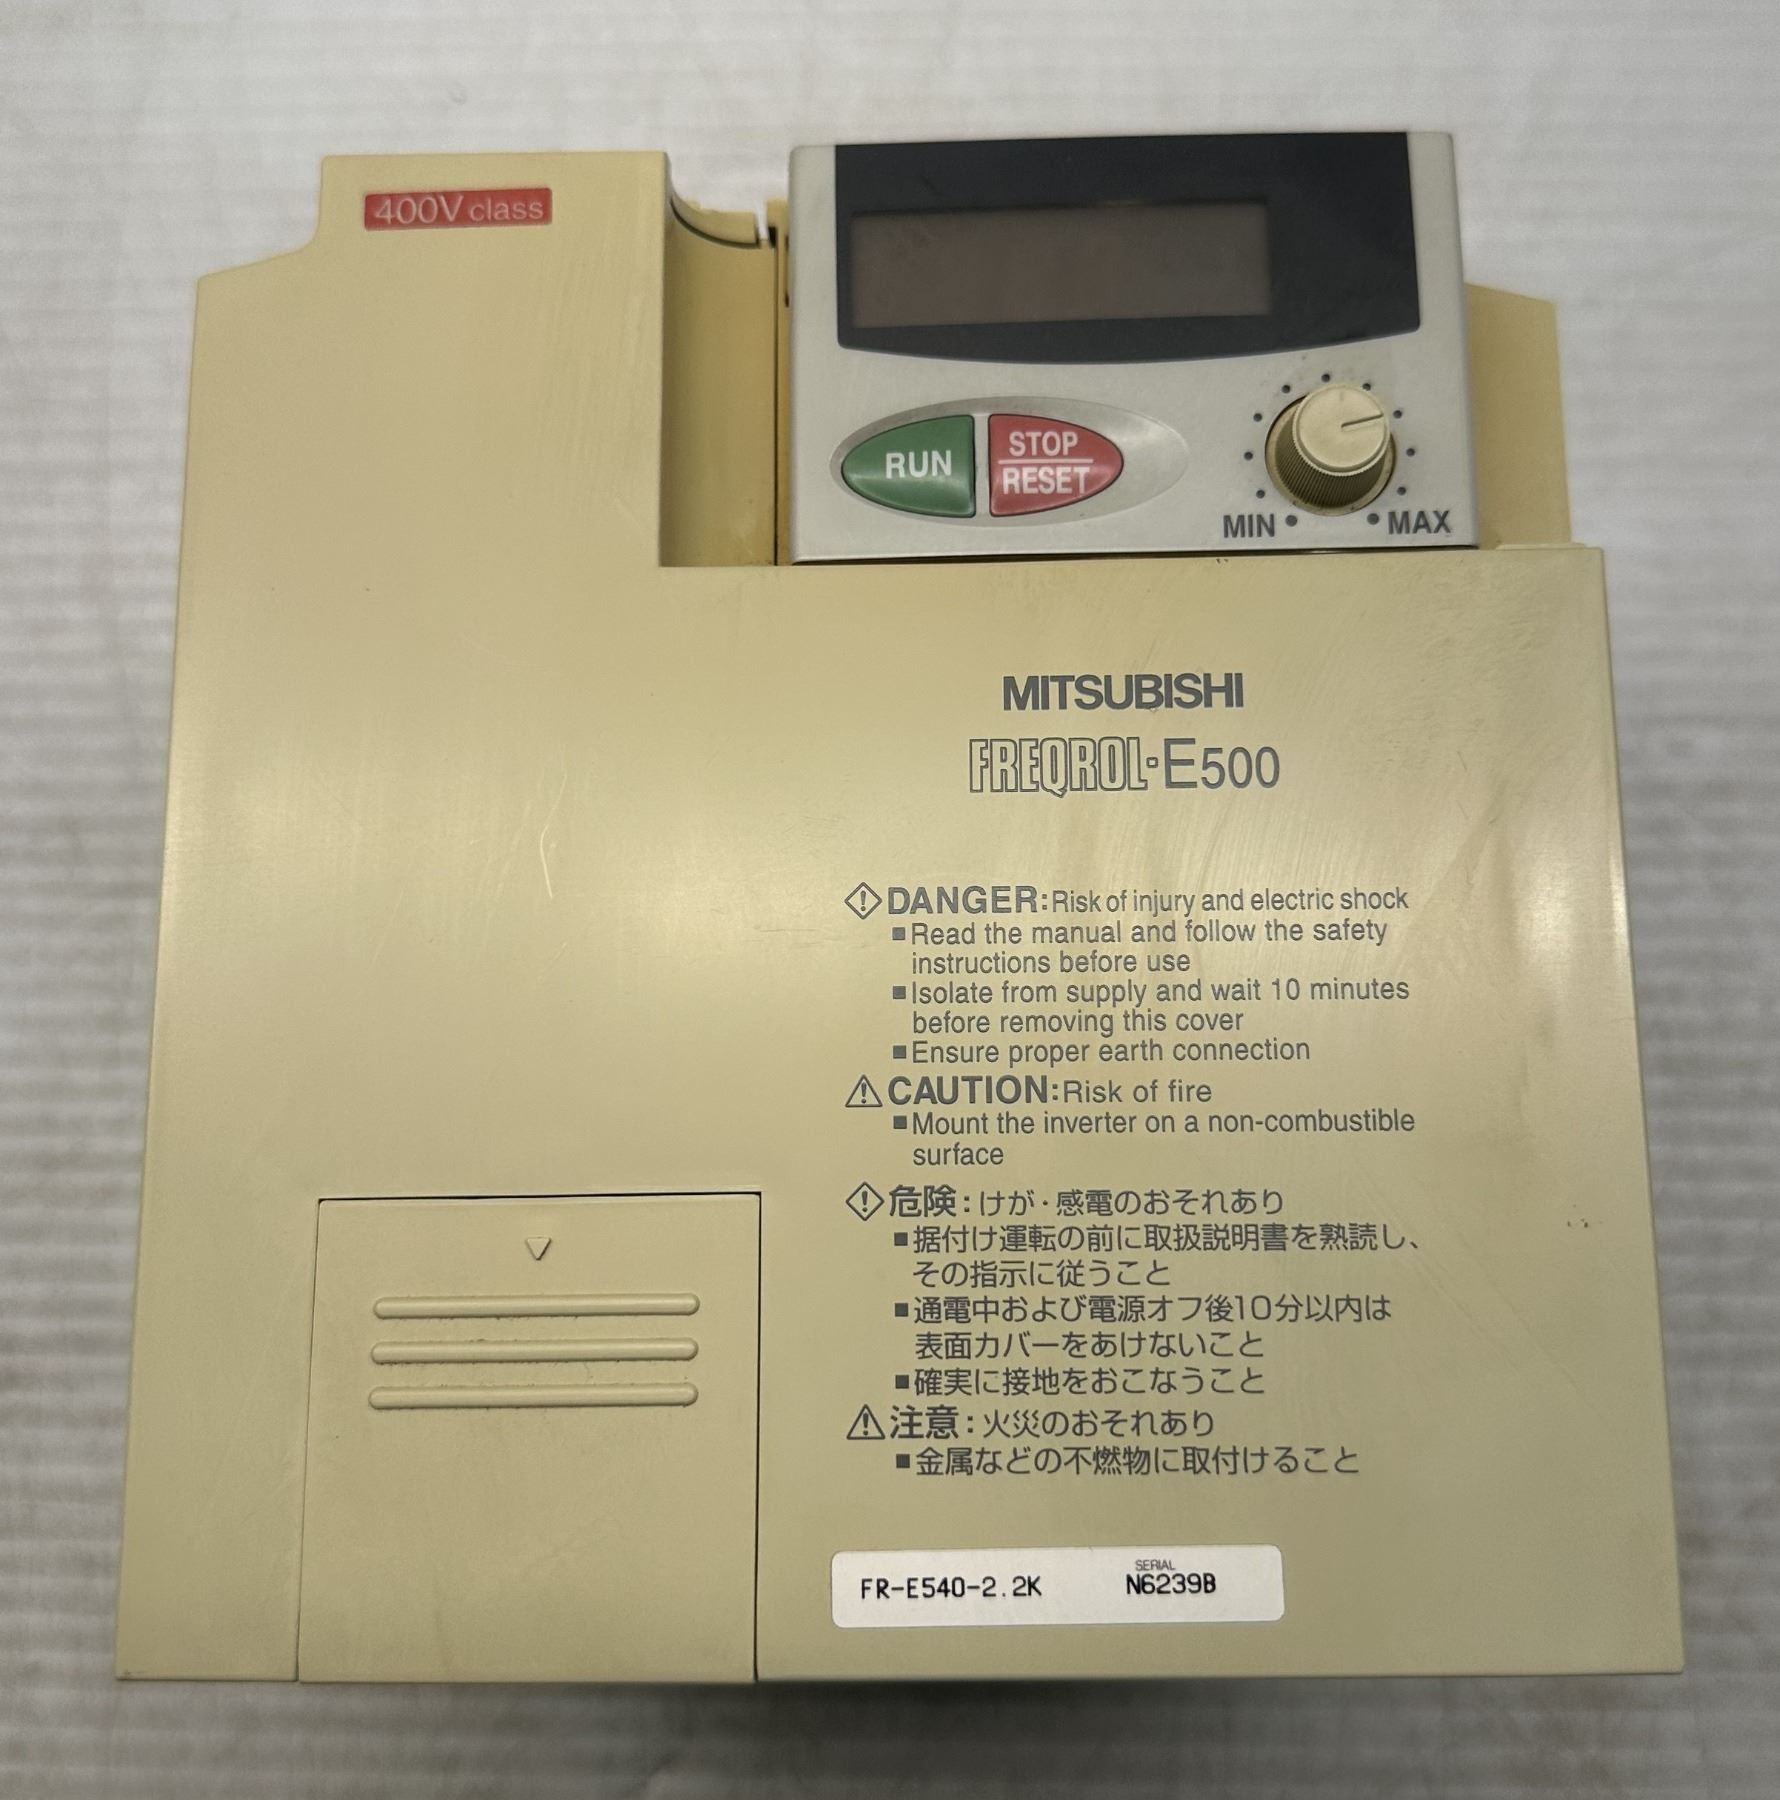 400V class
RUN
STOP
RESET
MIN MAX
MITSUBISHI
FREQROL-E500
DANGER:Risk of injury and electric shock
■Read the manual and follow the safety
instructions before use
■Isolate from supply and wait 10 minutes
before removing this cover
■Ensure proper earth connection
CAUTION:Risk of fire
■Mount the inverter on a non-combustible
surface
危険:けが・感電のおそれあり
■据付け運転の前に取扱説明書を熟読し、
その指示に従うこと
■通電中および電源オフ後10分以内は
表面カバーをあけないこと
■確実に接地をおこなうこと
注意:火災のおそれあり
■金属などの不燃物に取付けること
SERIAL
FR-E540-2.2K N6239B